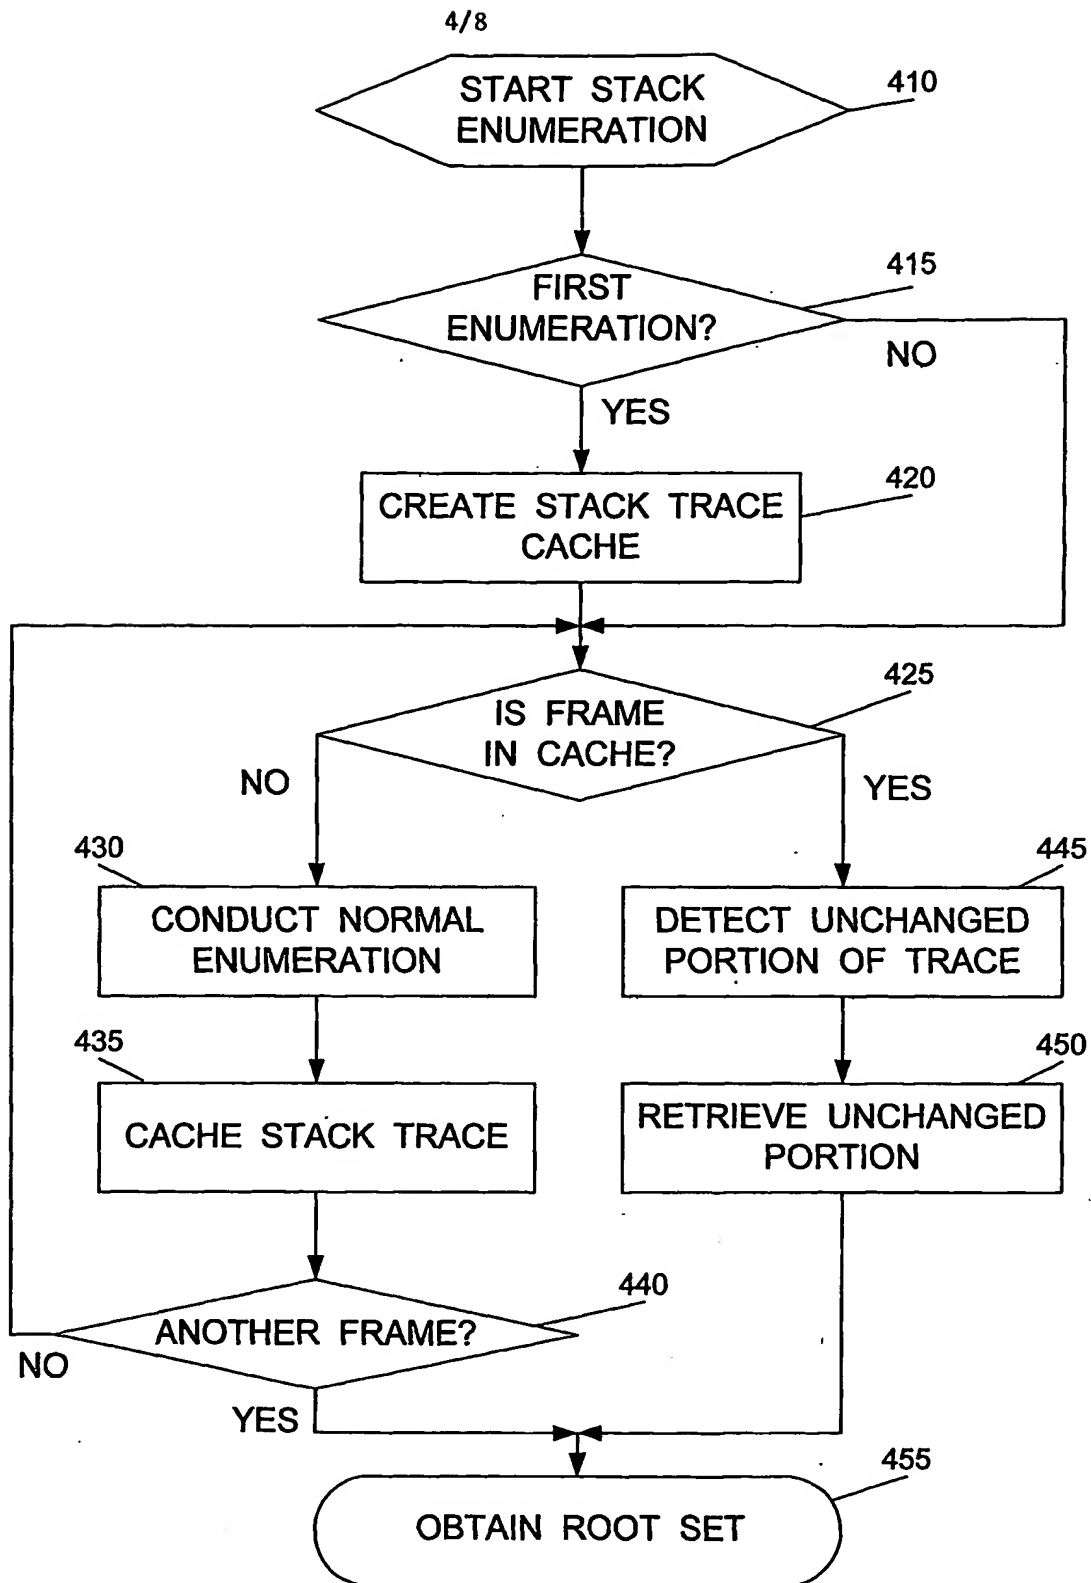 4/8
START STACK
ENUMERATION
410
FIRST
ENUMERATION?
415
NO
YES
CREATE STACK TRACE
CACHE
420
IS FRAME
IN CACHE?
425
NO
YES
430
CONDUCT NORMAL
ENUMERATION
445
DETECT UNCHANGED
PORTION OF TRACE
435
CACHE STACK TRACE
450
RETRIEVE UNCHANGED
PORTION
ANOTHER FRAME?
440
NO
YES
OBTAIN ROOT SET
455